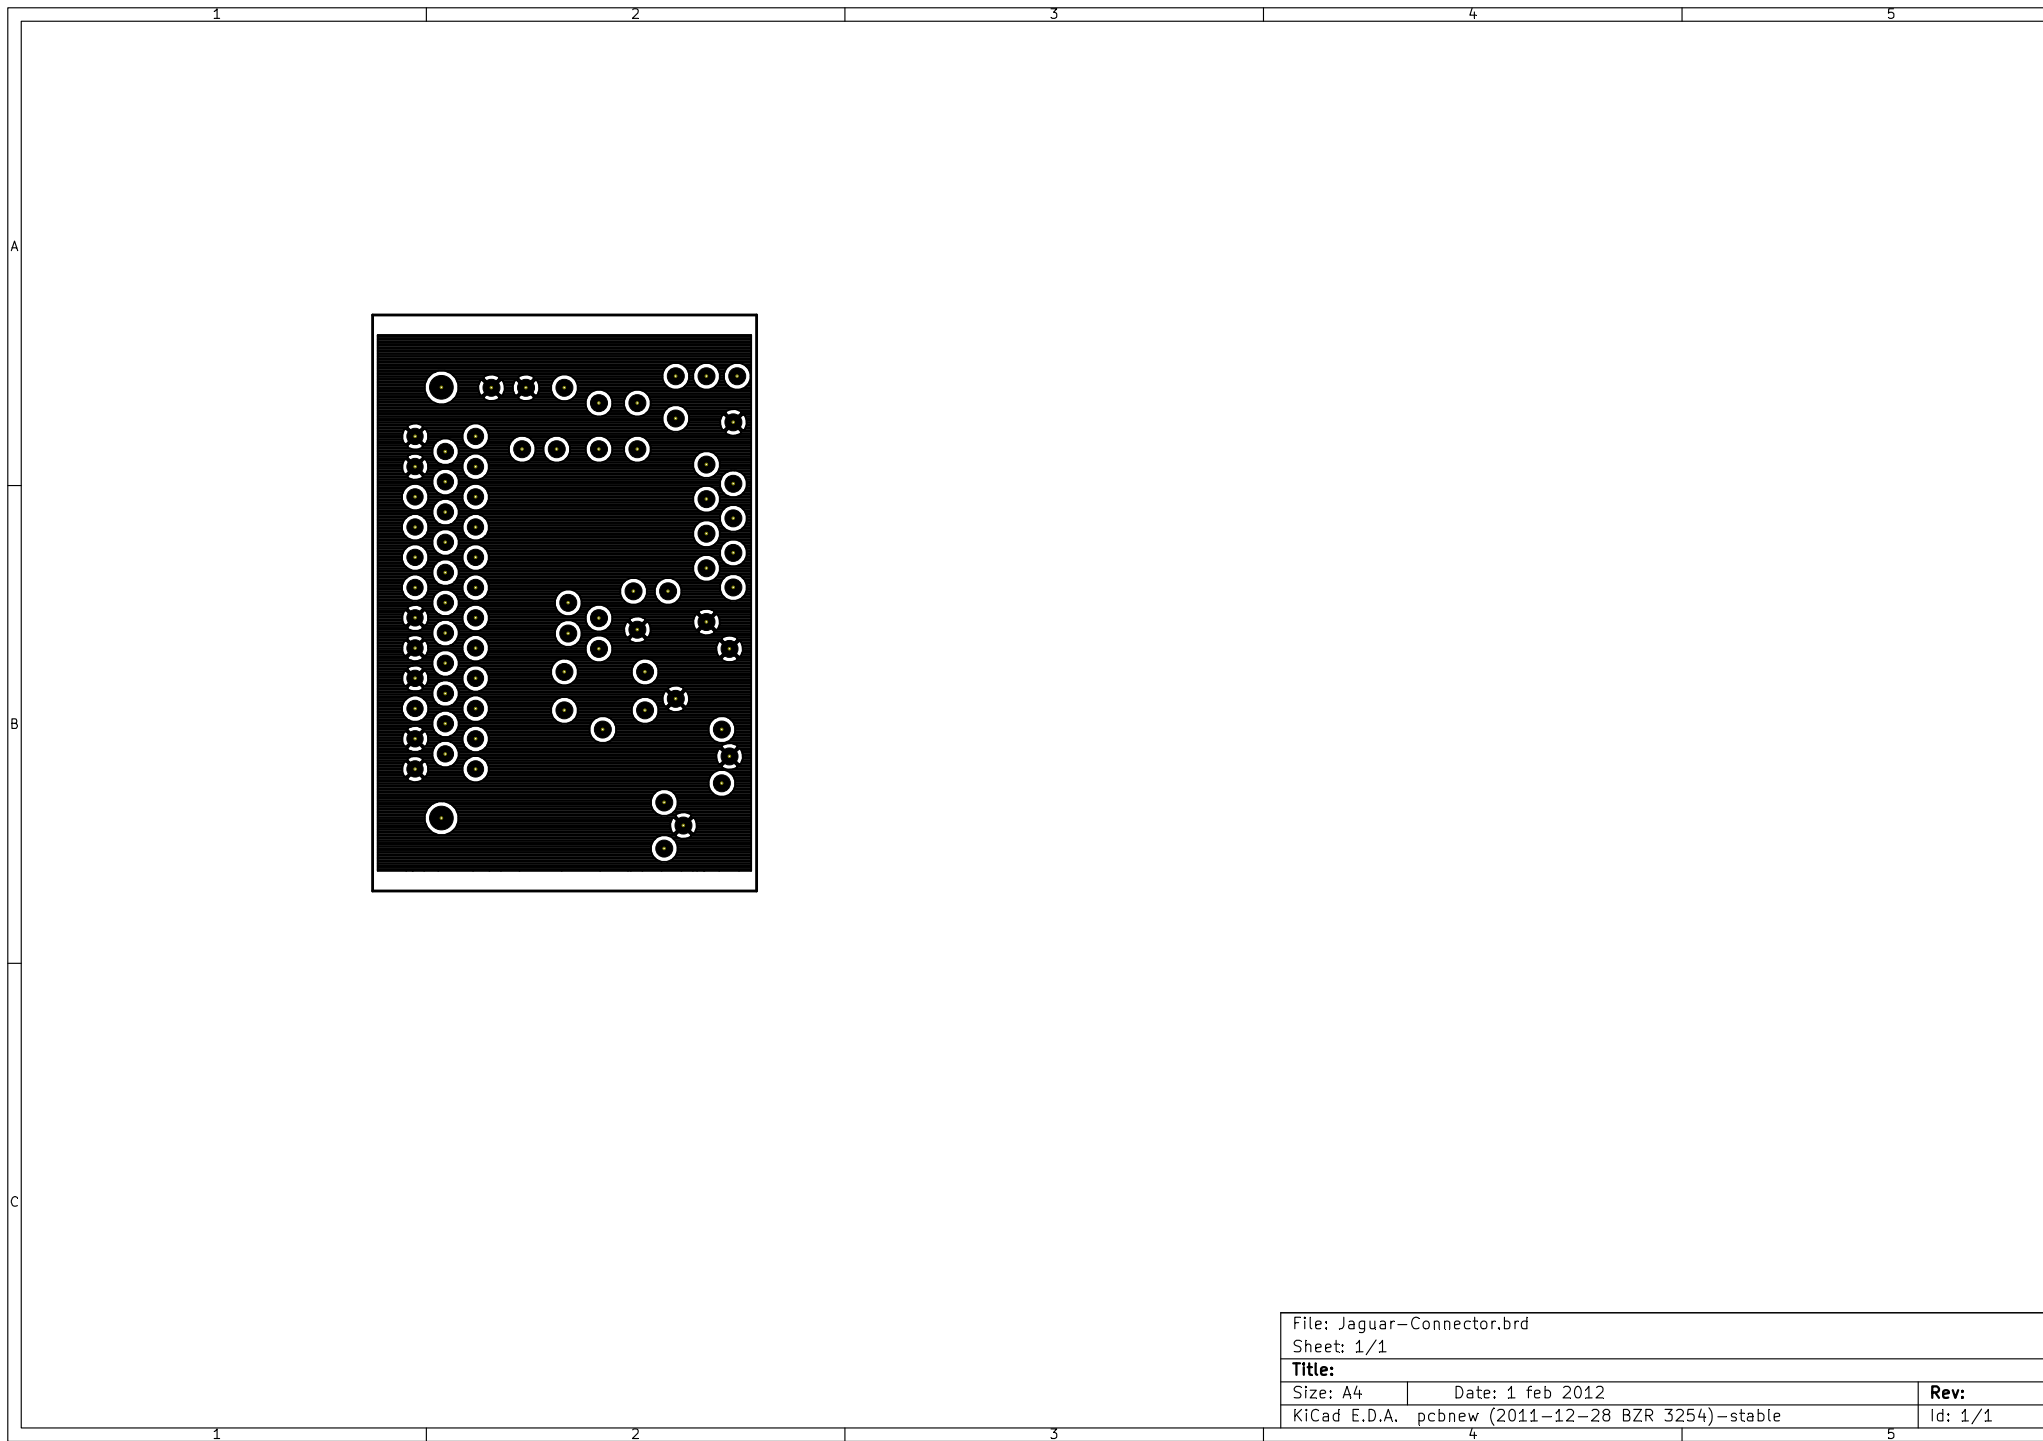 1 2 3 4 5
A
B
C
File: Jaguar-Connector.brd
Sheet: 1/1
Title:
Size: A4 Date: 1 feb 2012 Rev:
KiCad E.D.A. pcbnew (2011-12-28 BZR 3254)-stable Id: 1/1
1 2 3 4 5